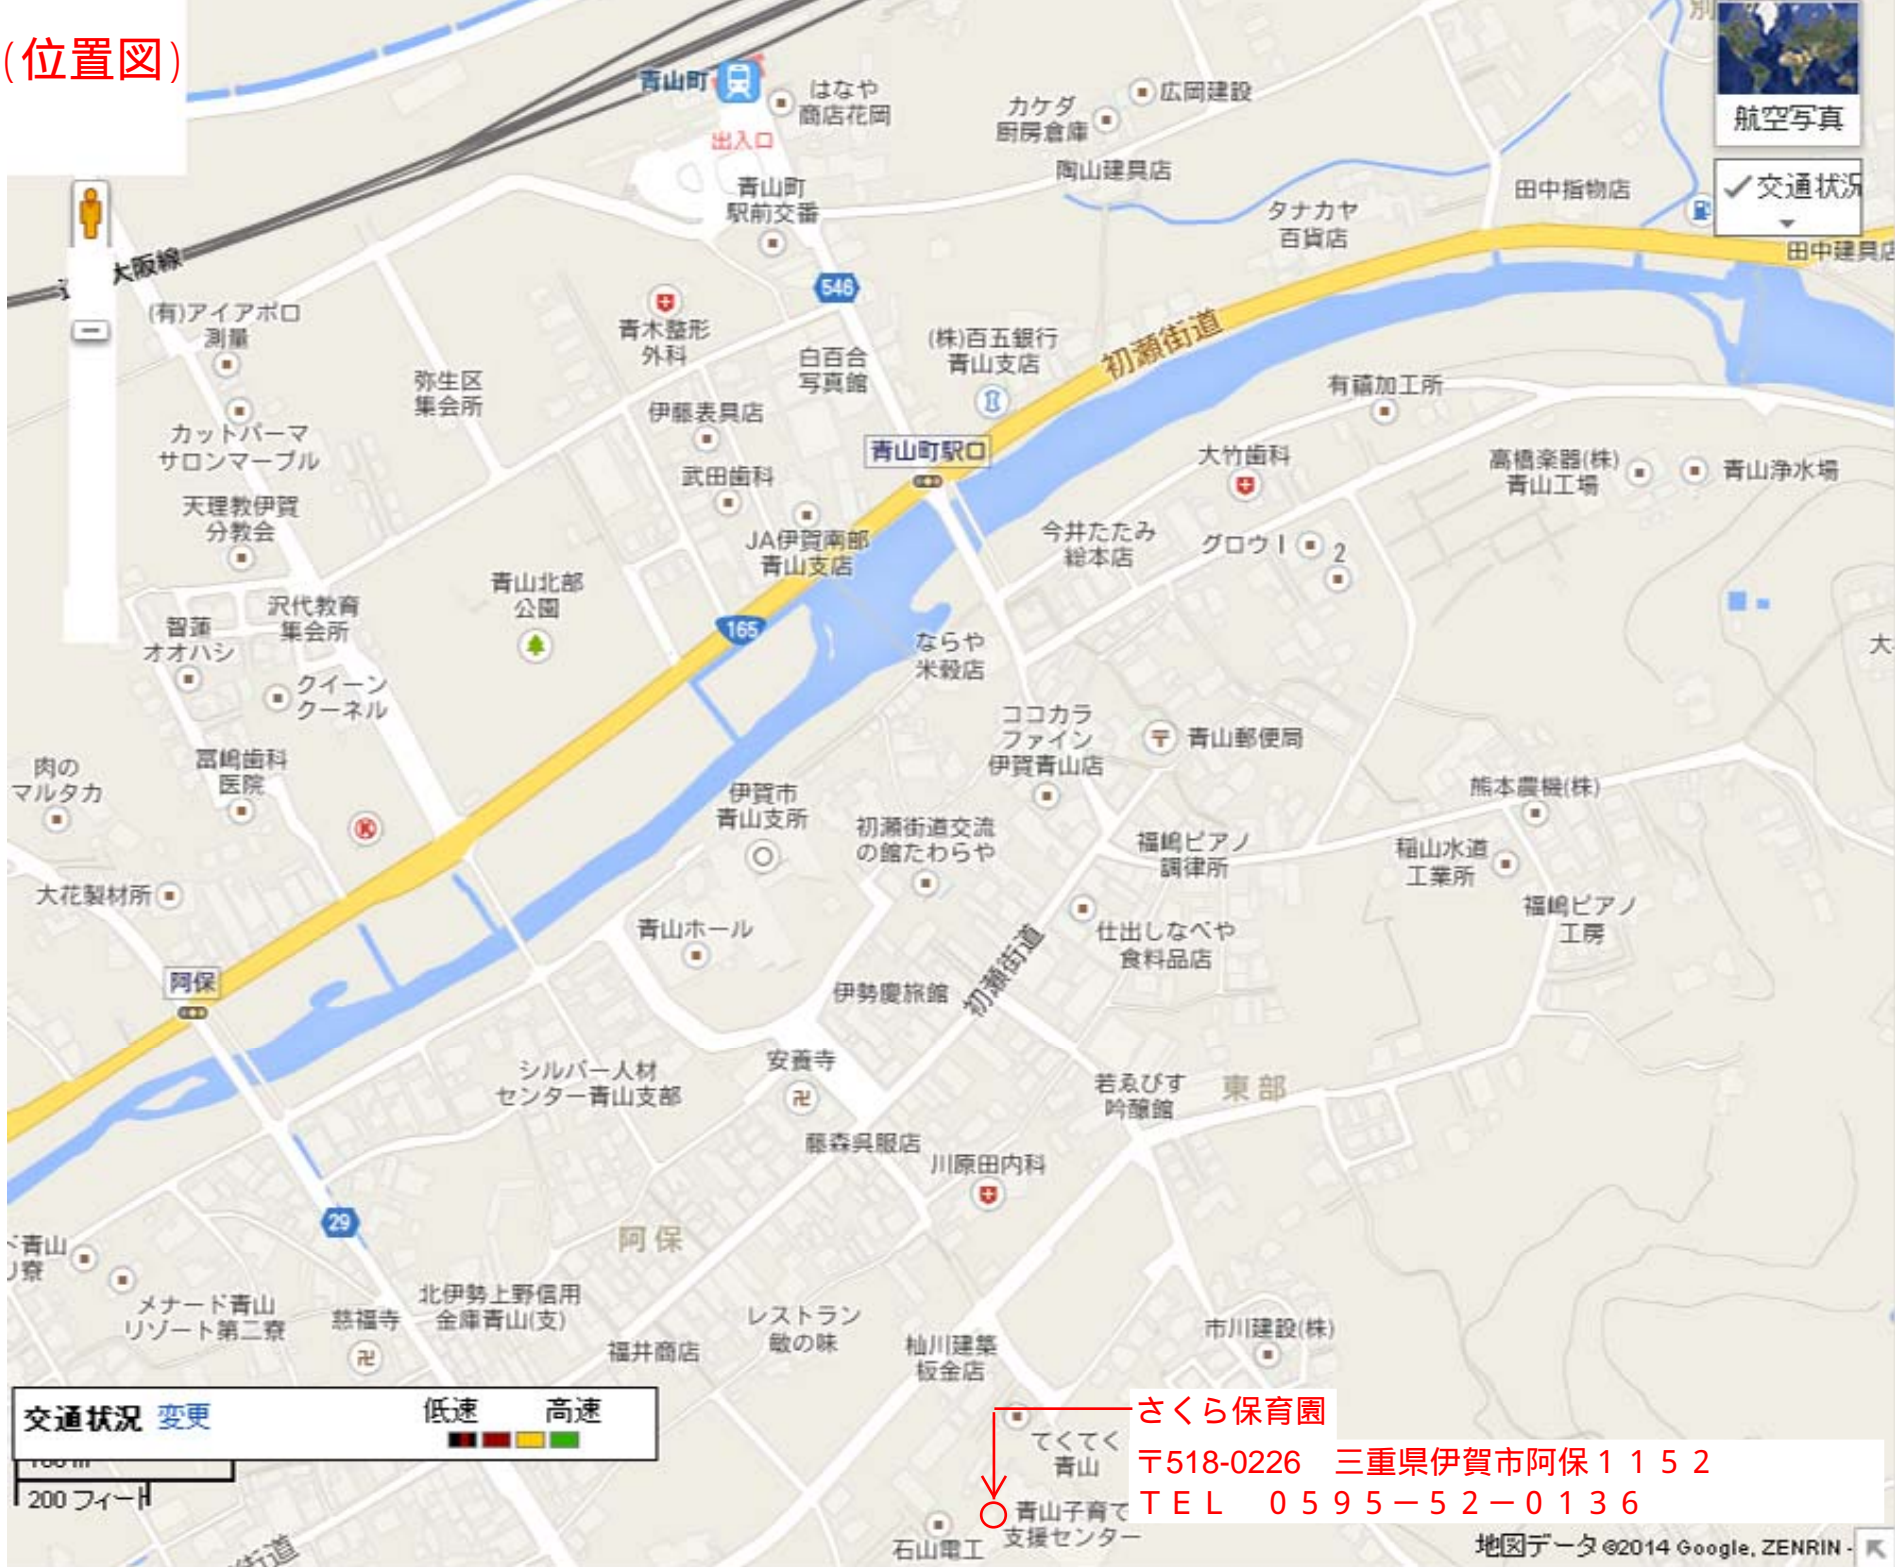 (位置図)
別
航空写真
交通状況
青山町
はなや
商店花岡
出入口
カケダ
厨房倉庫
広岡建設
陶山建具店
青山町
駅前交番
田中指物店
タナカヤ
百貨店
田中建具店
大阪線
(有)アイアポロ
測量
546
青木整形
外科
白百合
写真館
(株)百五銀行
青山支店
初瀬街道
弥生区
集会所
有禧加工所
伊藤表具店
カットパーマ
サロンマーブル
青山町駅口
武田歯科
大竹歯科
高橋楽器(株)
青山工場
青山浄水場
天理教伊賀
分教会
JA伊賀南部
青山支店
今井たたみ
総本店
グロウI
2
青山北部
公園
沢代教育
集会所
165
智蓮
オオハシ
ならや
米穀店
大
クイーン
クーネル
ココカラ
ファイン
伊賀青山店
青山郵便局
肉の
マルタカ
冨嶋歯科
医院
伊賀市
青山支所
初瀬街道交流
の館たわらや
熊本農機(株)
福嶋ピアノ
調律所
稲山水道
工業所
大花製材所
福嶋ピアノ
工房
青山ホール
仕出しなべや
食料品店
初瀬街道
阿保
伊勢慶旅館
シルバー人材
センター青山支部
安養寺
若ゑびす
吟醸館
東部
藤森呉服店
川原田内科
29
阿保
ド青山
寮
メナード青山
リゾート第二寮
慈福寺
北伊勢上野信用
金庫青山(支)
福井商店
レストラン
敏の味
杣川建築
板金店
市川建設(株)
交通状況 変更
低速 高速
100 m
200 フィート
さくら保育園
〒518-0226 三重県伊賀市阿保1152
TEL 0595-52-0136
てくてく
青山
青山子育て
支援センター
石山電工
街道
地図データ ©2014 Google, ZENRIN -